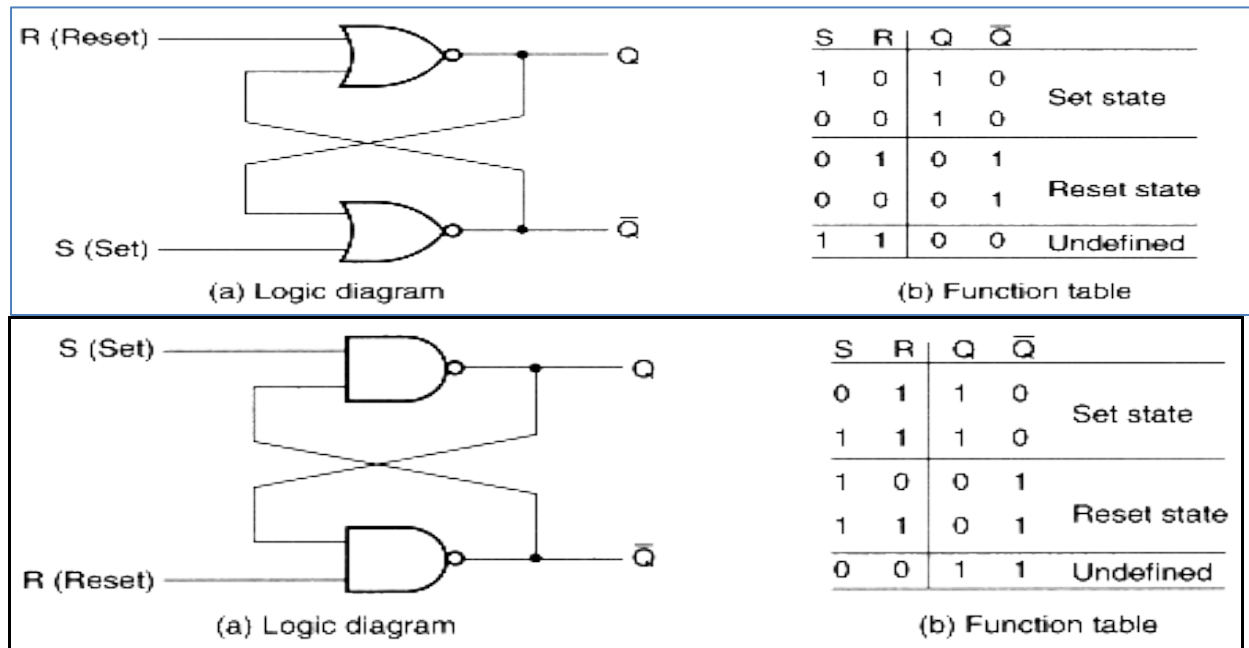 R (Reset)
Q
S (Set)
Q̅
(a) Logic diagram
S R Q Q̅
1 0 1 0
Set state
0 0 1 0
0 1 0 1
Reset state
0 0 0 1
1 1 0 0 Undefined
(b) Function table
S (Set)
Q
R (Reset)
Q̅
(a) Logic diagram
S R Q Q̅
0 1 1 0
Set state
1 1 1 0
1 0 0 1
Reset state
1 1 0 1
0 0 1 1 Undefined
(b) Function table